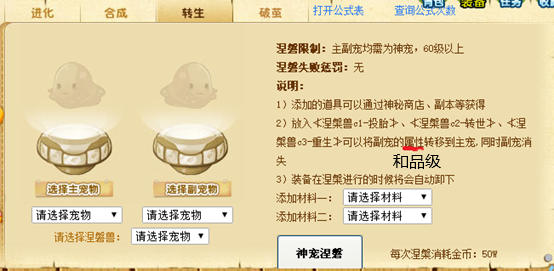 进化 合成 转生 破茧 打开公式表 查询公式次数 背包 装备 任务
涅槃限制：主副宠均需为神宠，60级以上
涅槃失败惩罚：无
说明：
1）添加的道具可以通过神秘商店、副本等获得
2）放入《涅槃兽c1-投胎》、《涅槃兽c2-转世》、《涅
槃兽c3-重生》可以将副宠的属性转移到主宠,同时副宠消
失
和品级
3）装备在涅槃进行的时候将会自动卸下
选择主宠物 选择副宠物
请选择宠物 请选择宠物
请选择涅槃兽： 请选择宠物
添加材料一： 请选择材料
添加材料二： 请选择材料
神宠涅槃 每次涅槃消耗金币：50W